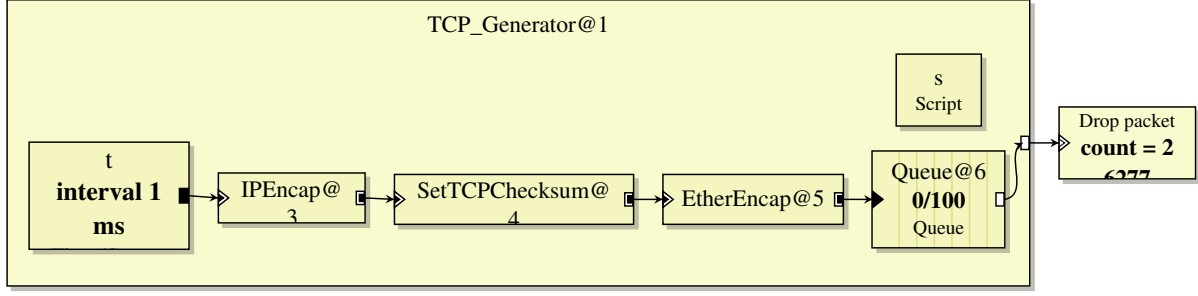 TCP_Generator@1
s
Script
t
interval 1
ms
IPEncap@
3
SetTCPChecksum@
4
EtherEncap@5
Queue@6
0/100
Queue
Drop packet
count = 2
6277